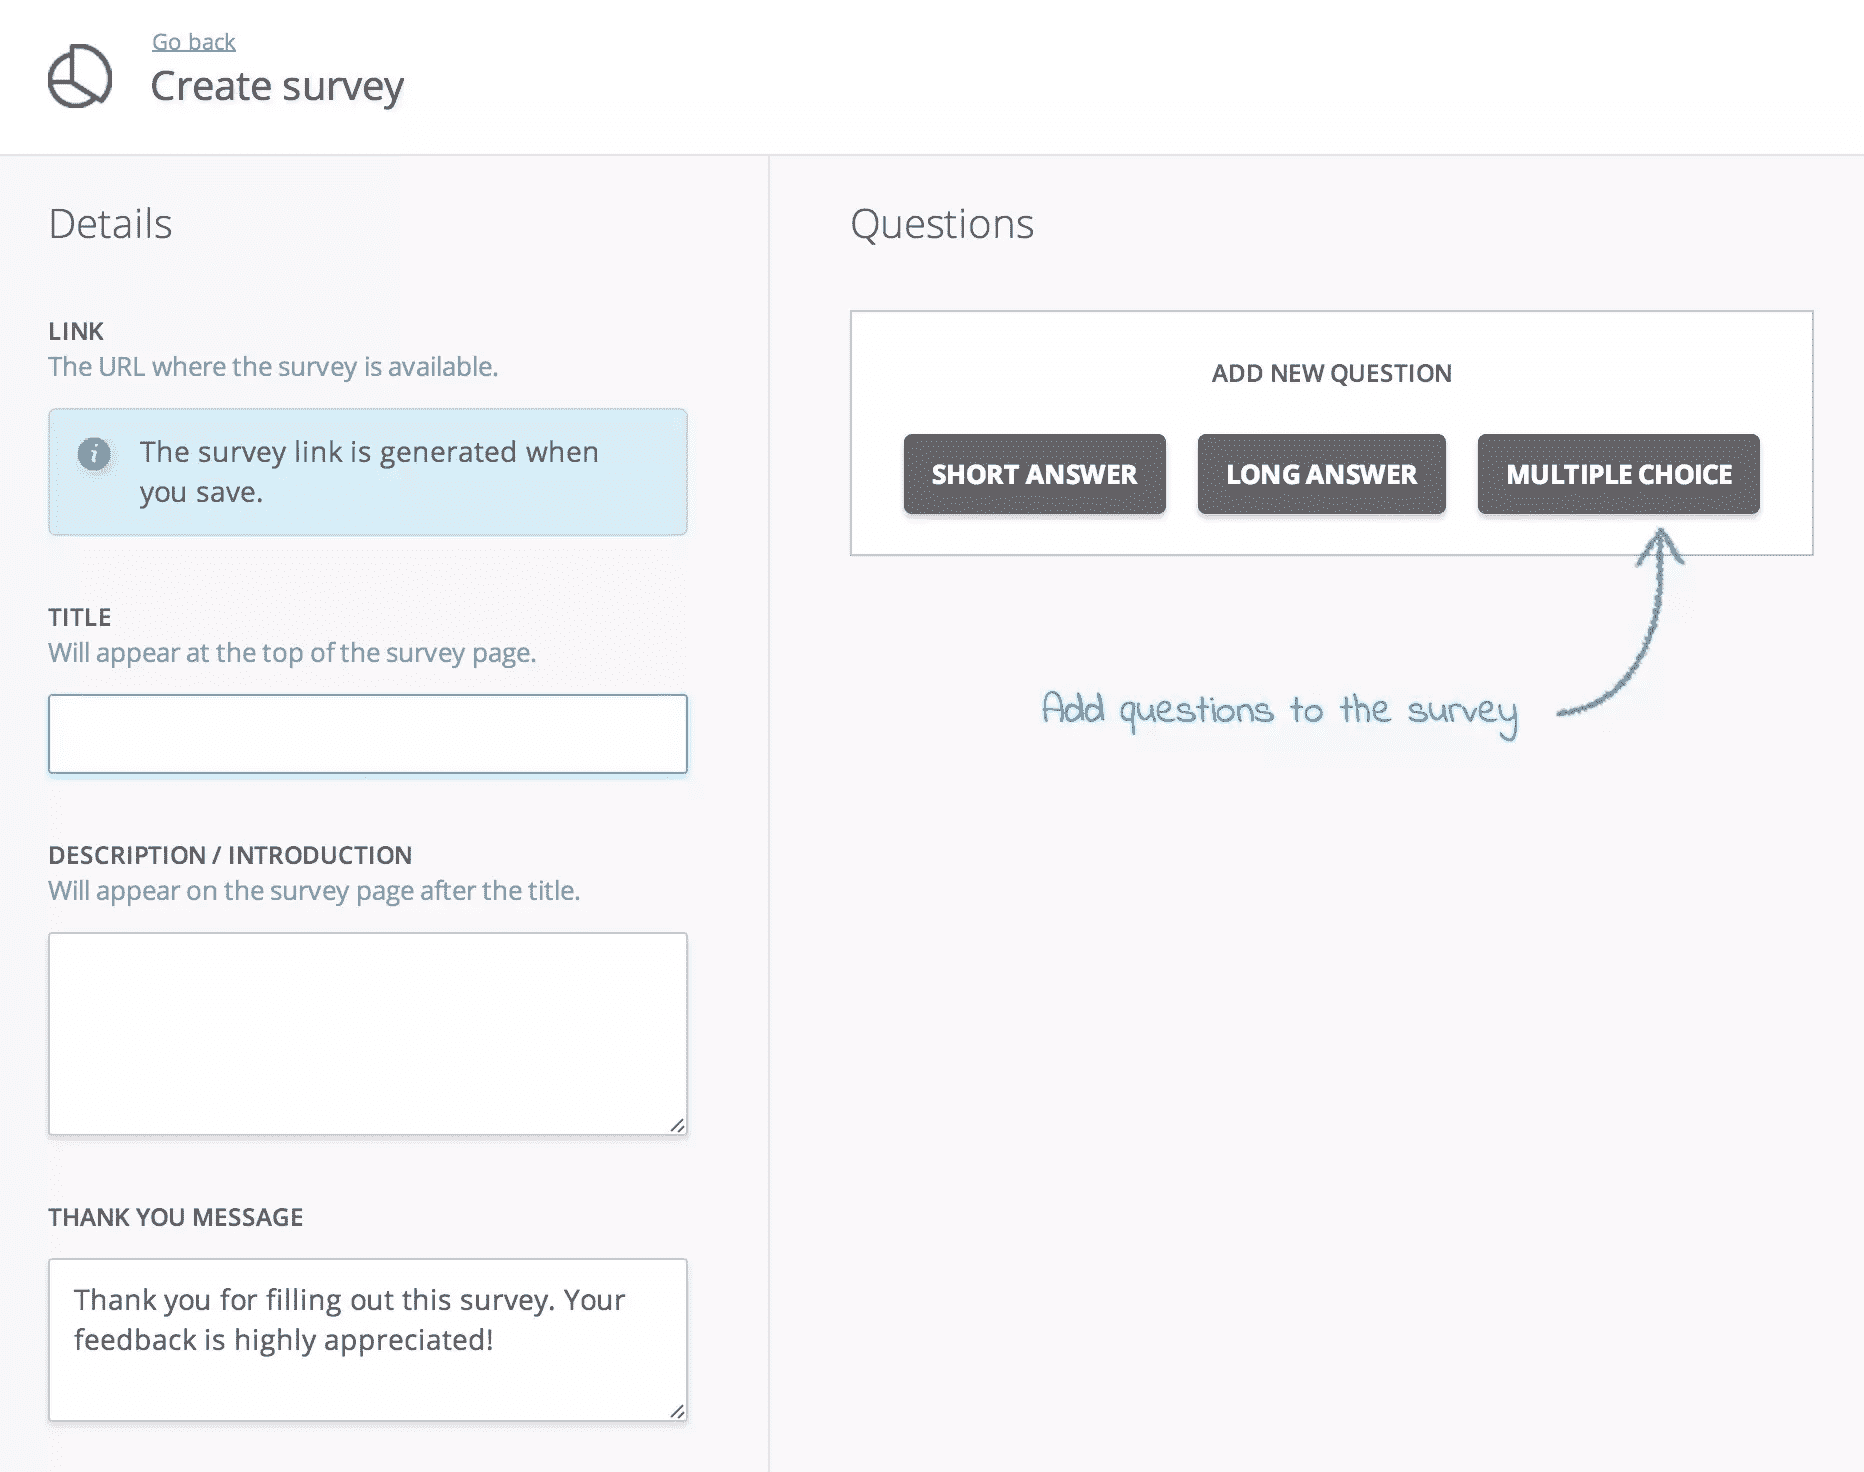 Go back
Create survey
Details
LINK
The URL where the survey is available.
The survey link is generated when
you save.
TITLE
Will appear at the top of the survey page.
DESCRIPTION / INTRODUCTION
Will appear on the survey page after the title.
THANK YOU MESSAGE
Thank you for filling out this survey. Your
feedback is highly appreciated!
Questions
ADD NEW QUESTION
SHORT ANSWER
LONG ANSWER
MULTIPLE CHOICE
Add questions to the survey